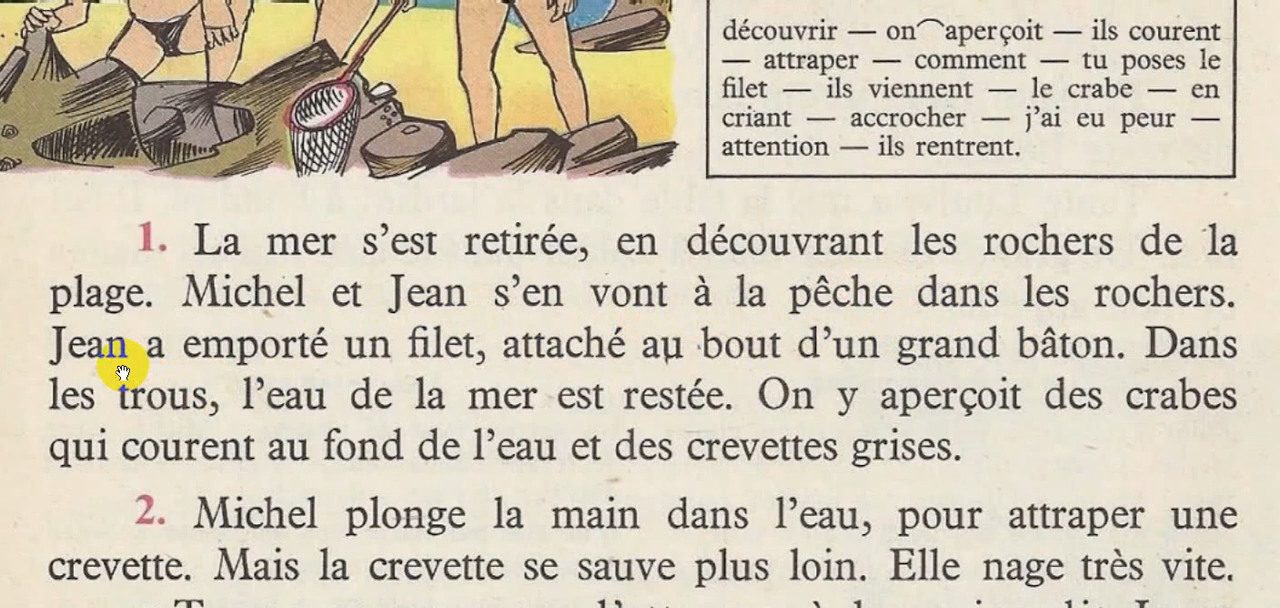 découvrir — on aperçoit — ils courent
— attraper — comment — tu poses le
filet — ils viennent — le crabe — en
criant — accrocher — j'ai eu peur —
attention — ils rentrent.
1. La mer s'est retirée, en découvrant les rochers de la
plage. Michel et Jean s'en vont à la pêche dans les rochers.
Jean a emporté un filet, attaché au bout d'un grand bâton. Dans
les trous, l'eau de la mer est restée. On y aperçoit des crabes
qui courent au fond de l'eau et des crevettes grises.
2. Michel plonge la main dans l'eau, pour attraper une
crevette. Mais la crevette se sauve plus loin. Elle nage très vite.